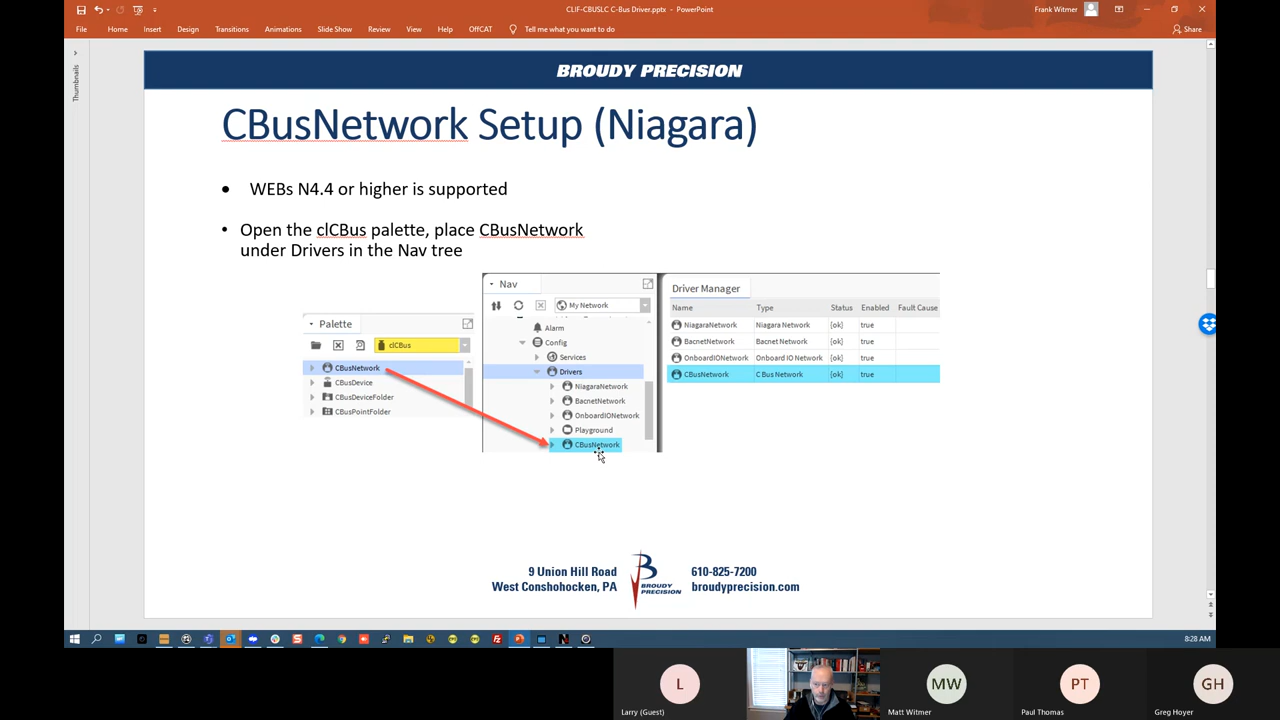 CLIF-CBUSLC C-Bus Driver.pptx - PowerPoint
Frank Witmer
File Home Insert Design Transitions Animations Slide Show Review View Help OffCAT Tell me what you want to do Share
Thumbnails
BROUDY PRECISION
CBusNetwork Setup (Niagara)
• WEBs N4.4 or higher is supported
• Open the clCBus palette, place CBusNetwork
under Drivers in the Nav tree
Palette
clCBus
CBusNetwork
CBusDevice
CBusDeviceFolder
CBusPointFolder
Nav
My Network
Alarm
Config
Services
Drivers
NiagaraNetwork
BacnetNetwork
OnboardIONetwork
Playground
CBusNetwork
Driver Manager
Name Type Status Enabled Fault Cause
NiagaraNetwork Niagara Network {ok} true
BacnetNetwork Bacnet Network {ok} true
OnboardIONetwork Onboard IO Network {ok} true
CBusNetwork C Bus Network {ok} true
9 Union Hill Road
West Conshohocken, PA
BROUDY
PRECISION
610-825-7200
broudyprecision.com
8:28 AM
L
Larry (Guest)
MW
Matt Witmer
PT
Paul Thomas
GH
Greg Hoyer